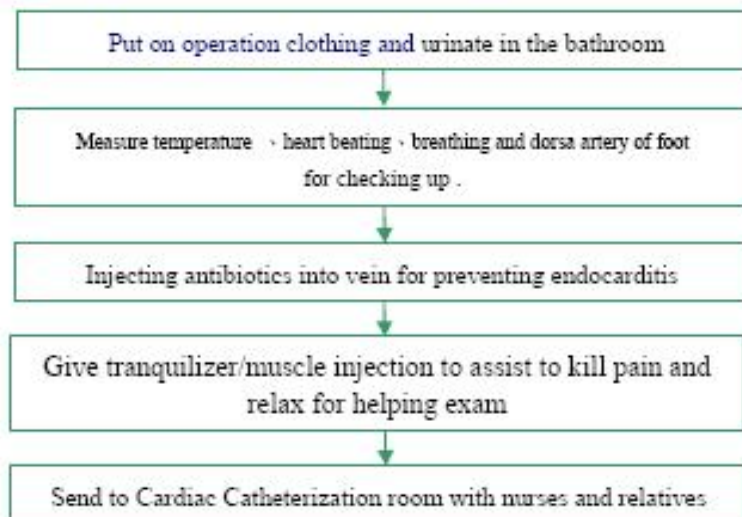 Put on operation clothing and urinate in the bathroom
Measure temperature 、heart beating、breathing and dorsa artery of foot
for checking up .
Injecting antibiotics into vein for preventing endocarditis
Give tranquilizer/muscle injection to assist to kill pain and
relax for helping exam
Send to Cardiac Catheterization room with nurses and relatives